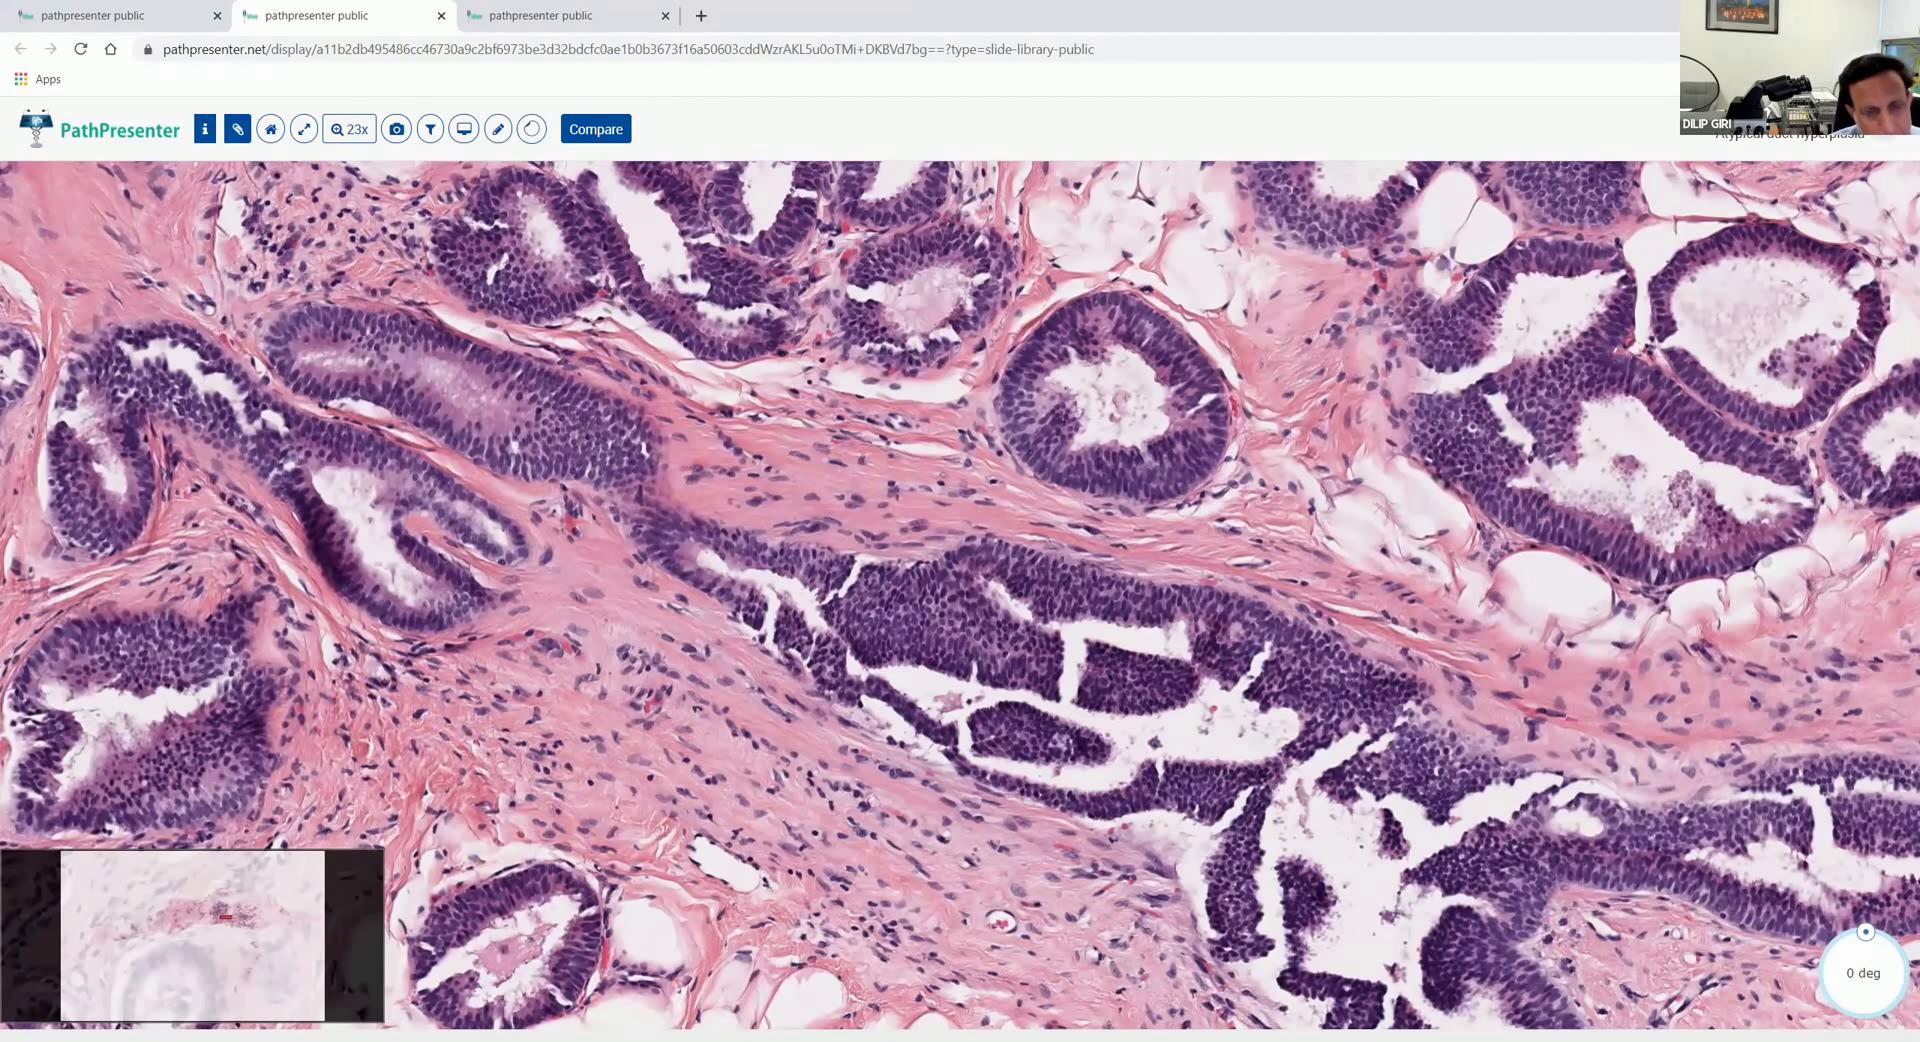 pathpresenter public
pathpresenter public
pathpresenter public
pathpresenter.net/display/a11b2db495486cc46730a9c2bf6973be3d32bdcfc0ae1b0b3673f16a50603cddWzrAKL5u0oTMi+DKBVd7bg==?type=slide-library-public
Apps
PathPresenter
23x
Compare
DILIP GIRI
Atypical duct hyperplasia
0 deg